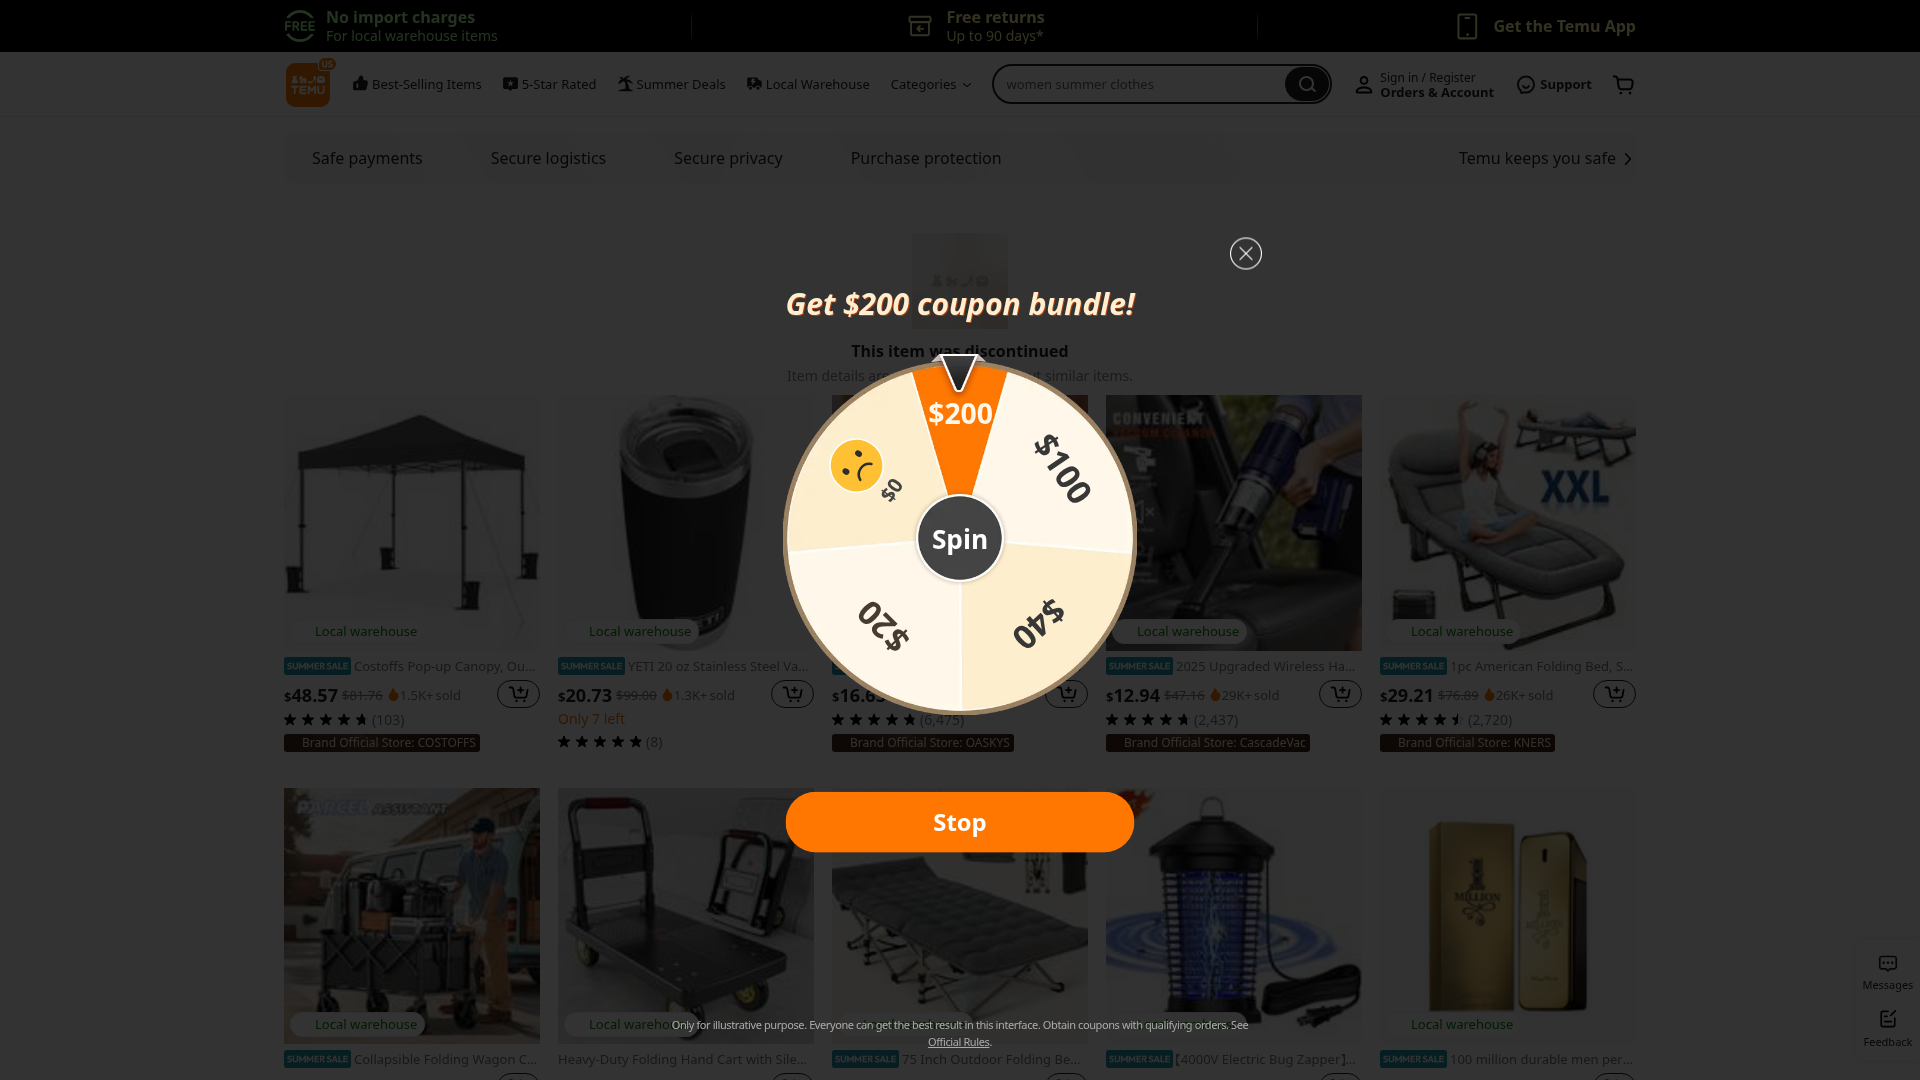 FREE
No import charges
For local warehouse items
Free returns
Up to 90 days*
Get the Temu App
US
TEMU
Best-Selling Items
5-Star Rated
Summer Deals
Local Warehouse
Categories
women summer clothes
Sign in / Register
Orders & Account
Support
Safe payments
Secure logistics
Secure privacy
Purchase protection
Temu keeps you safe
Get $200 coupon bundle!
This item was discontinued
Item details are
similar items.
$200
$100
$0
Spin
$20
$40
CONVENIENT
XXL
Local warehouse
Local warehouse
Local warehouse
Local warehouse
SUMMER SALE Costoffs Pop-up Canopy, Ou...
SUMMER SALE YETI 20 oz Stainless Steel Va...
SUMMER SALE 2025 Upgraded Wireless Ha...
SUMMER SALE 1pc American Folding Bed, S...
$48.57 $81.76 1.5K+ sold
$20.73 $99.00 1.3K+ sold
$16.6
$12.94 $47.16 29K+ sold
$29.21 $76.89 26K+ sold
(103)
Only 7 left
(8)
(6,475)
(2,437)
(2,720)
Brand Official Store: COSTOFFS
Brand Official Store: OASKYS
Brand Official Store: CascadeVac
Brand Official Store: KNERS
Stop
PARCEL ASSISTANT
1
MILLION
Local warehouse
Local wareho
Local warehouse
Only for illustrative purpose. Everyone can get the best result in this interface. Obtain coupons with qualifying orders. See
Official Rules.
SUMMER SALE Collapsible Folding Wagon C...
Heavy-Duty Folding Hand Cart with Sile...
SUMMER SALE 75 Inch Outdoor Folding Be...
SUMMER SALE 【4000V Electric Bug Zapper】...
SUMMER SALE 100 million durable men per...
Messages
Feedback